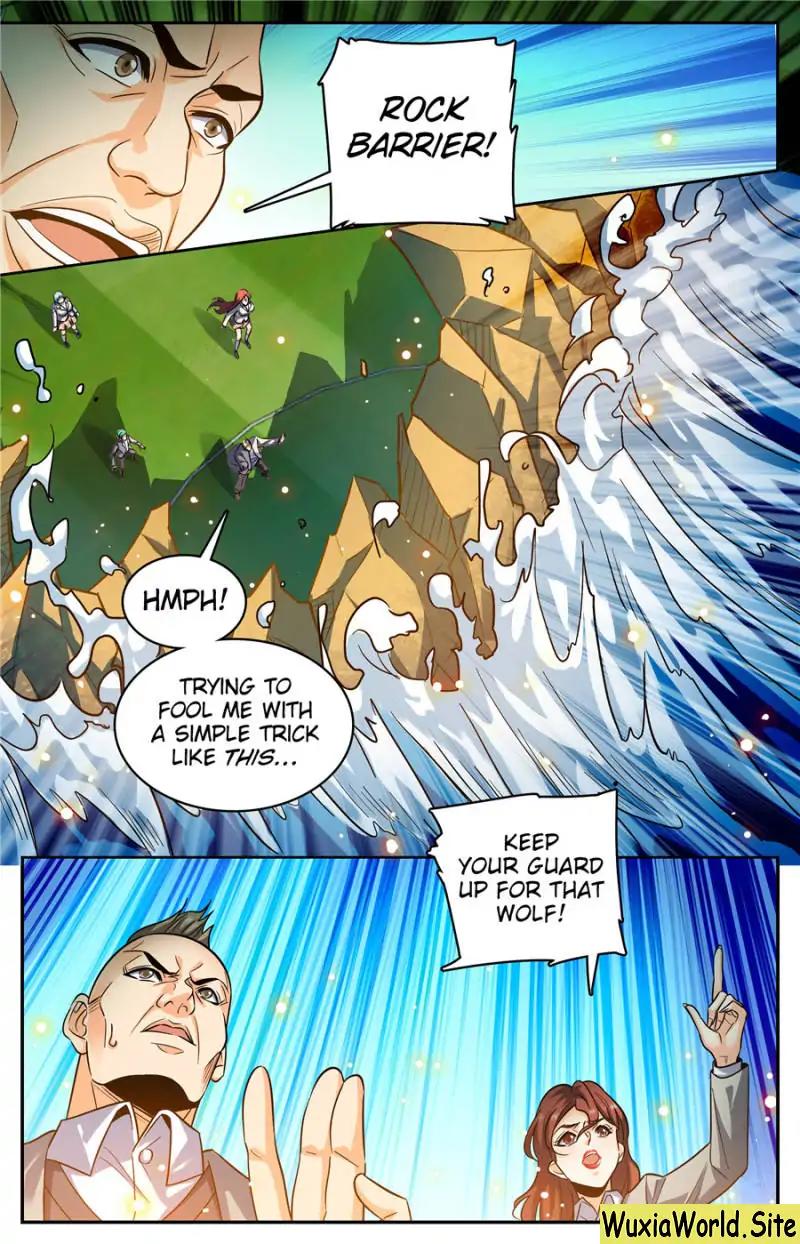 ROCK
BARRIER!
HMPH!
TRYING TO
FOOL ME WITH
A SIMPLE TRICK
LIKE THIS...
KEEP
YOUR GUARD
UP FOR THAT
WOLF!
WuxiaWorld.Site